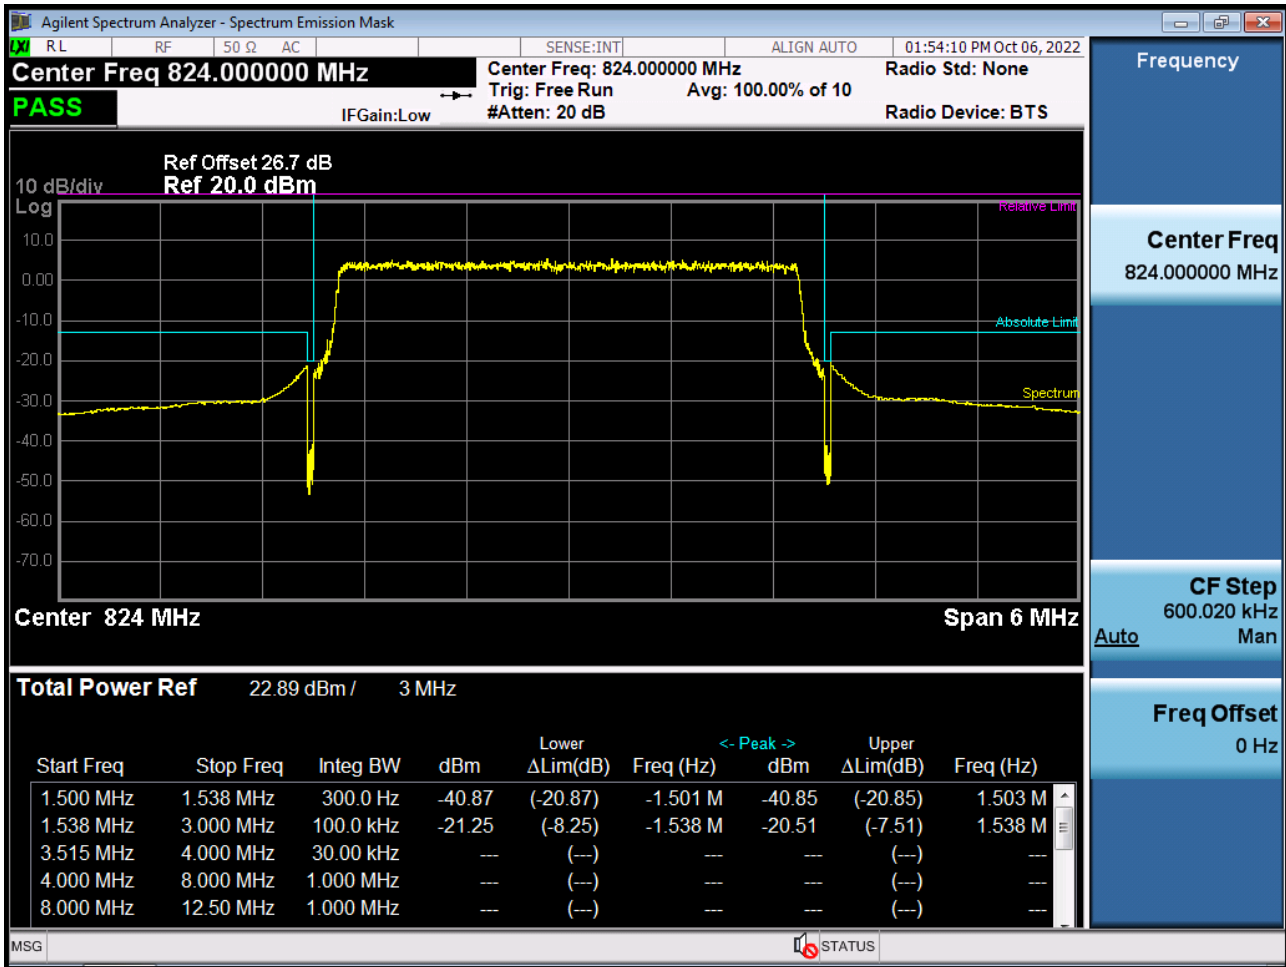 Agilent Spectrum Analyzer - Spectrum Emission Mask
LXI RL RF 50 Ω AC SENSE:INT ALIGN AUTO 01:54:10 PM Oct 06, 2022
Center Freq 824.000000 MHz
Center Freq: 824.000000 MHz Radio Std: None
Trig: Free Run Avg: 100.00% of 10
PASS IFGain:Low #Atten: 20 dB Radio Device: BTS
Ref Offset 26.7 dB
10 dB/div Ref 20.0 dBm
Log
Relative Limit
10.0
0.00
-10.0
Absolute Limit
-20.0
-30.0
Spectrum
-40.0
-50.0
-60.0
-70.0
Center 824 MHz Span 6 MHz
Total Power Ref 22.89 dBm / 3 MHz
Lower <- Peak -> Upper
Start Freq Stop Freq Integ BW dBm ΔLim(dB) Freq (Hz) dBm ΔLim(dB) Freq (Hz)
1.500 MHz 1.538 MHz 300.0 Hz -40.87 (-20.87) -1.501 M -40.85 (-20.85) 1.503 M
1.538 MHz 3.000 MHz 100.0 kHz -21.25 (-8.25) -1.538 M -20.51 (-7.51) 1.538 M
3.515 MHz 4.000 MHz 30.00 kHz --- (---) --- --- (---) ---
4.000 MHz 8.000 MHz 1.000 MHz --- (---) --- --- (---) ---
8.000 MHz 12.50 MHz 1.000 MHz --- (---) --- --- (---) ---
MSG STATUS
Frequency
Center Freq
824.000000 MHz
CF Step
600.020 kHz
Auto Man
Freq Offset
0 Hz